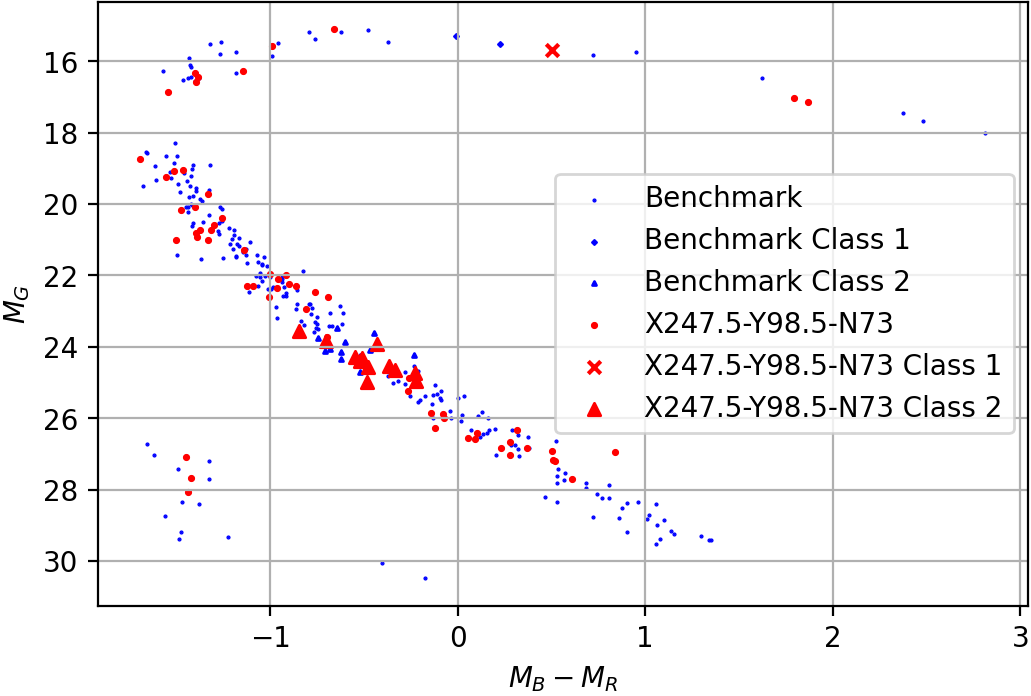 16
18
20
22
24
26
28
30
M_G
Benchmark
Benchmark Class 1
Benchmark Class 2
X247.5-Y98.5-N73
X247.5-Y98.5-N73 Class 1
X247.5-Y98.5-N73 Class 2
−1 0 1 2 3
M_B − M_R